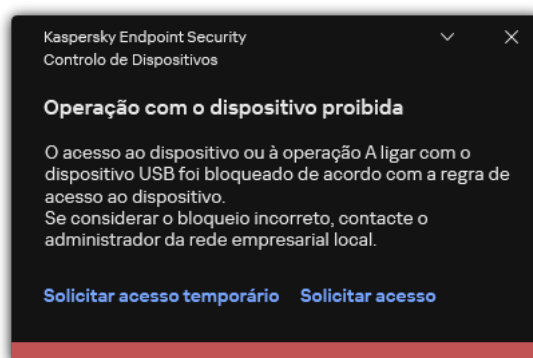 Kaspersky Endpoint Security
Controlo de Dispositivos
Operação com o dispositivo proibida
O acesso ao dispositivo ou à operação A ligar com o
dispositivo USB foi bloqueado de acordo com a regra de
acesso ao dispositivo.
Se considerar o bloqueio incorreto, contacte o
administrador da rede empresarial local.
Solicitar acesso temporário Solicitar acesso